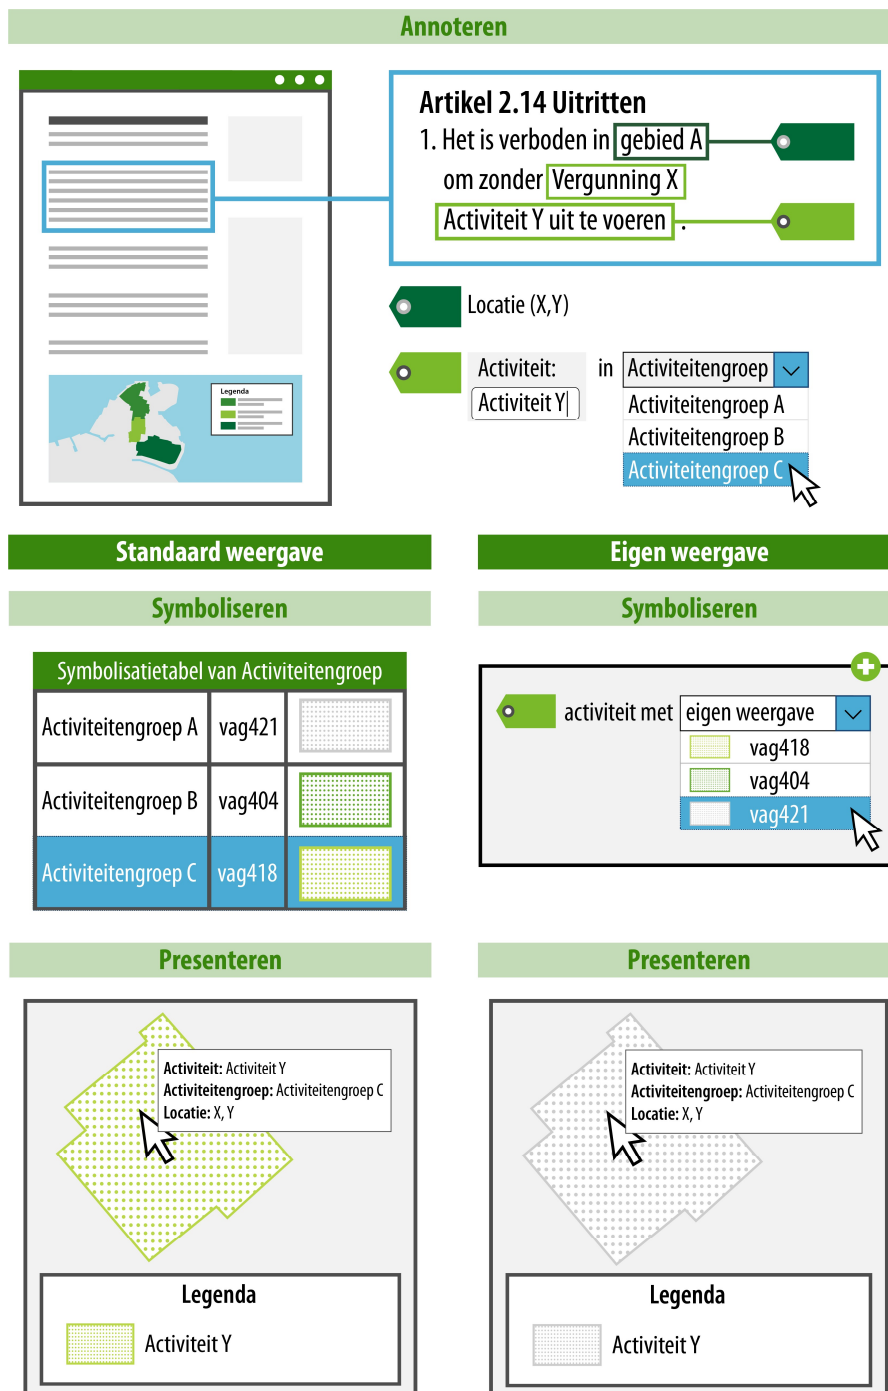 Annoteren
Artikel 2.14 Uitritten
1. Het is verboden in gebied A
om zonder Vergunning X
Activiteit Y uit te voeren .
Legenda
Locatie (X,Y)
Activiteit:
Activiteit Y
in
Activiteitengroep
Activiteitengroep A
Activiteitengroep B
Activiteitengroep C
Standaard weergave
Symboliseren
Symbolisatietabel van Activiteitengroep
Activiteitengroep A vag421
Activiteitengroep B vag404
Activiteitengroep C vag418
Presenteren
Activiteit: Activiteit Y
Activiteitengroep: Activiteitengroep C
Locatie: X, Y
Legenda
Activiteit Y
Eigen weergave
Symboliseren
activiteit met eigen weergave
vag418
vag404
vag421
Presenteren
Activiteit: Activiteit Y
Activiteitengroep: Activiteitengroep C
Locatie: X, Y
Legenda
Activiteit Y